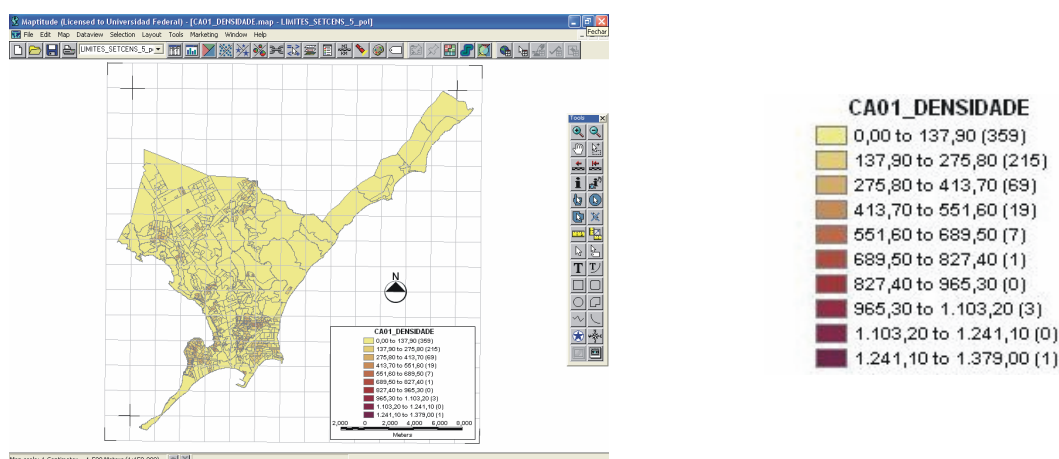 Maptitude (Licensed to Universidad Federal) - [CA01_DENSIDADE.map - LIMITES_SETCENS_5_pol]
File Edit Map Dataview Selection Layout Tools Marketing Window Help
Fechar
LIMITES_SETCENS_5_p
Tools
N
CA01_DENSIDADE
0,00 to 137,90 (359)
137,90 to 275,80 (215)
275,80 to 413,70 (69)
413,70 to 551,60 (19)
551,60 to 689,50 (7)
689,50 to 827,40 (1)
827,40 to 965,30 (0)
965,30 to 1.103,20 (3)
1.103,20 to 1.241,10 (0)
1.241,10 to 1.379,00 (1)
2,000 0 2,000 4,000 6,000 8,000
Meters
CA01_DENSIDADE
0,00 to 137,90 (359)
137,90 to 275,80 (215)
275,80 to 413,70 (69)
413,70 to 551,60 (19)
551,60 to 689,50 (7)
689,50 to 827,40 (1)
827,40 to 965,30 (0)
965,30 to 1.103,20 (3)
1.103,20 to 1.241,10 (0)
1.241,10 to 1.379,00 (1)